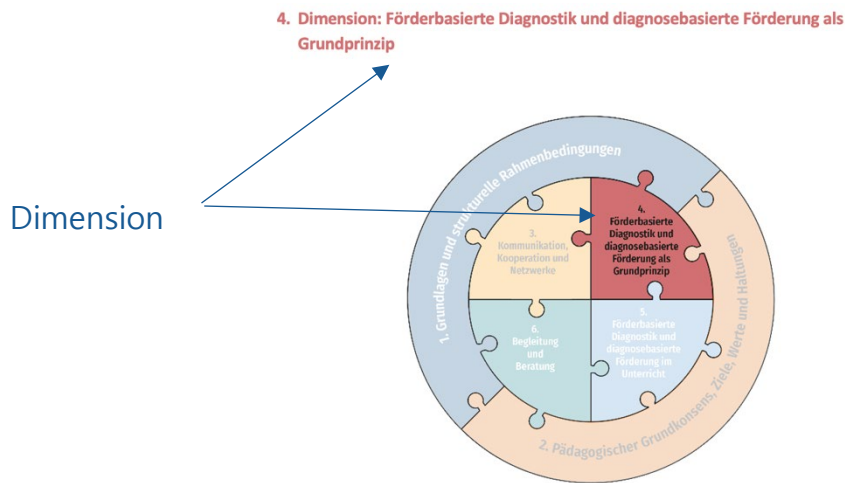 4. Dimension: Förderbasierte Diagnostik und diagnosebasierte Förderung als
Grundprinzip
Dimension
1. Grundlagen und strukturelle Rahmenbedingungen
3.
Kommunikation,
Kooperation und
Netzwerke
4.
Förderbasierte
Diagnostik und
diagnosebasierte
Förderung als
Grundprinzip
6.
Begleitung
und
Beratung
5.
Förderbasierte
Diagnostik und
diagnosebasierte
Förderung im
Unterricht
2. Pädagogischer Grundkonsens, Ziele, Werte und Haltungen